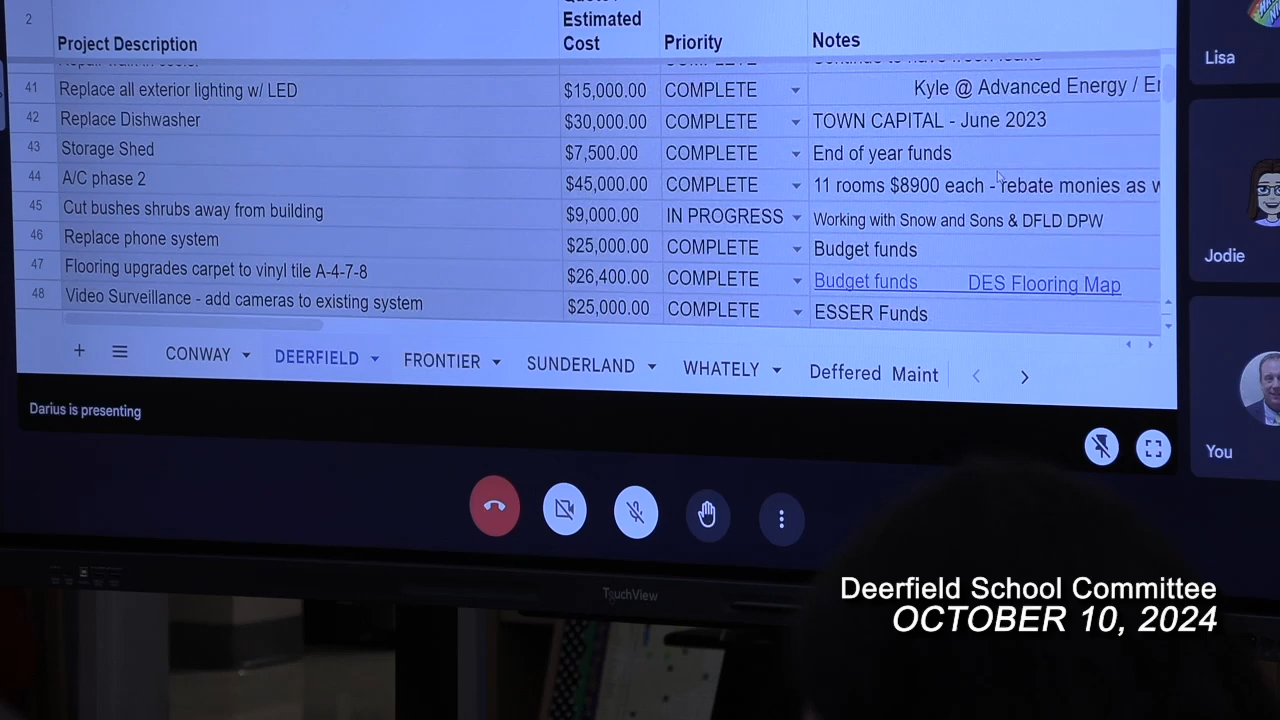 2
Estimated
Project Description Cost Priority Notes
41 Replace all exterior lighting w/ LED $15,000.00 COMPLETE Kyle @ Advanced Energy / Er
42 Replace Dishwasher $30,000.00 COMPLETE TOWN CAPITAL - June 2023
43 Storage Shed $7,500.00 COMPLETE End of year funds
44 A/C phase 2 $45,000.00 COMPLETE 11 rooms $8900 each - rebate monies as w
45 Cut bushes shrubs away from building $9,000.00 IN PROGRESS Working with Snow and Sons & DFLD DPW
46 Replace phone system $25,000.00 COMPLETE Budget funds
47 Flooring upgrades carpet to vinyl tile A-4-7-8 $26,400.00 COMPLETE Budget funds DES Flooring Map
48 Video Surveillance - add cameras to existing system $25,000.00 COMPLETE ESSER Funds
+ CONWAY DEERFIELD FRONTIER SUNDERLAND WHATELY Deffered Maint
Darius is presenting
Lisa
Jodie
You
TouchView
Deerfield School Committee
OCTOBER 10, 2024